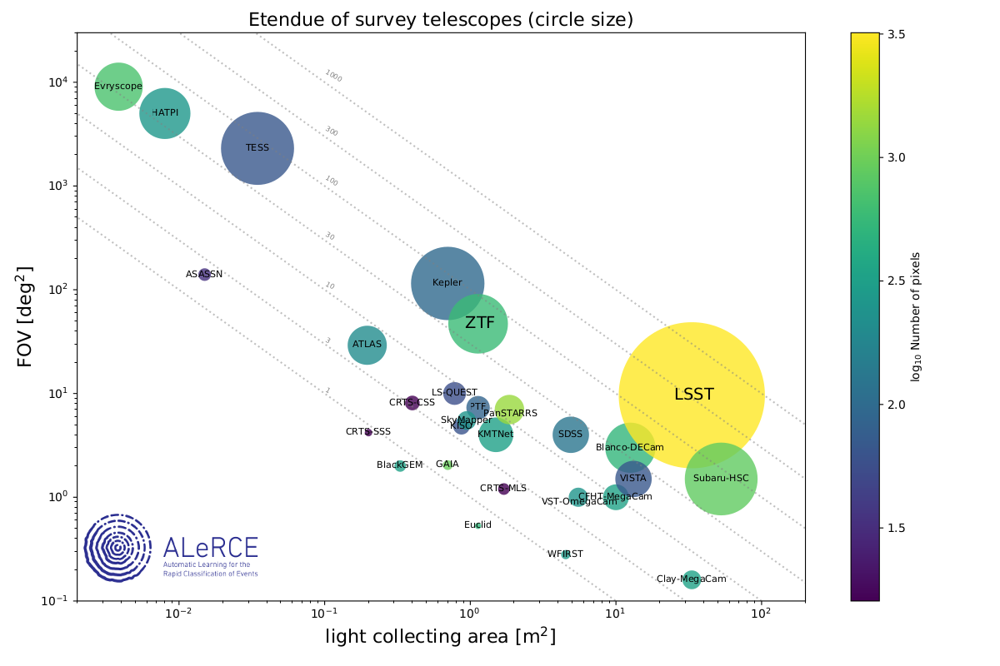 Etendue of survey telescopes (circle size)
FOV [deg²]
10⁴
10³
10²
10¹
10⁰
10⁻¹
1000
300
100
30
10
3
1
Evryscope
HATPI
TESS
ASASSN
Kepler
ZTF
ATLAS
LS-QUEST
CRTS-CSS
PTF
PanSTARRS
SkyMapper
KISO
CRTS-SSS
KMTNet
SDSS
LSST
Blanco-DECam
BlackGEM
GAIA
VISTA
Subaru-HSC
CRTS-MLS
CFHT-MegaCam
VST-OmegaCam
Euclid
WFIRST
Clay-MegaCam
ALeRCE
Automatic Learning for the
Rapid Classification of Events
10⁻²
10⁻¹
10⁰
10¹
10²
light collecting area [m²]
3.5
3.0
2.5
2.0
1.5
log₁₀ Number of pixels